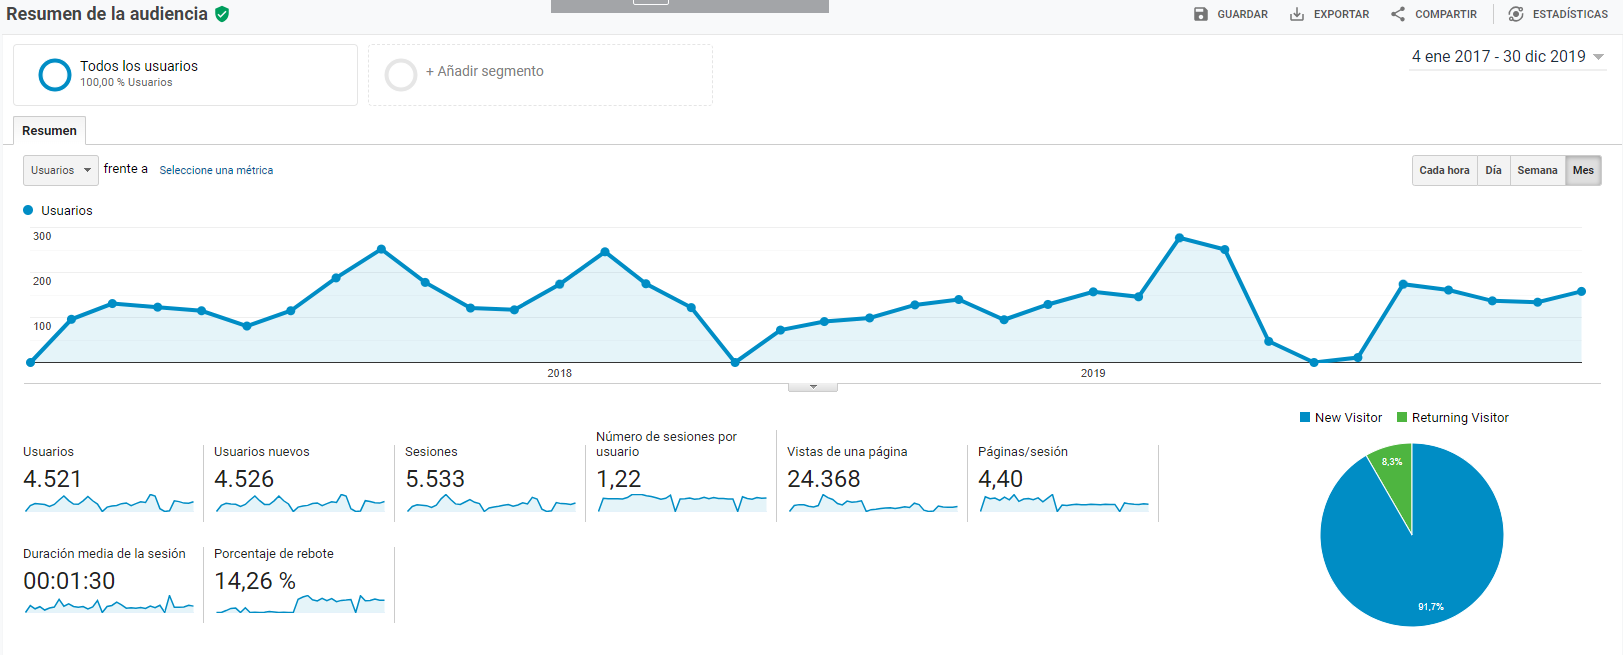 Resumen de la audiencia
GUARDAR EXPORTAR COMPARTIR ESTADÍSTICAS
Todos los usuarios
100,00 % Usuarios
+ Añadir segmento
4 ene 2017 - 30 dic 2019
Resumen
Usuarios frente a Seleccione una métrica
Cada hora Día Semana Mes
Usuarios
300
200
100
2018 2019
New Visitor Returning Visitor
Usuarios
4.521
Usuarios nuevos
4.526
Sesiones
5.533
Número de sesiones por
usuario
1,22
Vistas de una página
24.368
Páginas/sesión
4,40
Duración media de la sesión
00:01:30
Porcentaje de rebote
14,26 %
8,3%
91,7%